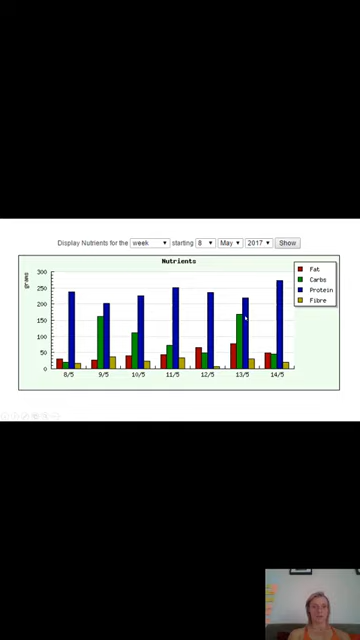 Display Nutrients for the week starting 8 May 2017 Show
Nutrients
grams
300
250
200
150
100
50
0
8/5 9/5 10/5 11/5 12/5 13/5 14/5
Fat
Carbs
Protein
Fibre